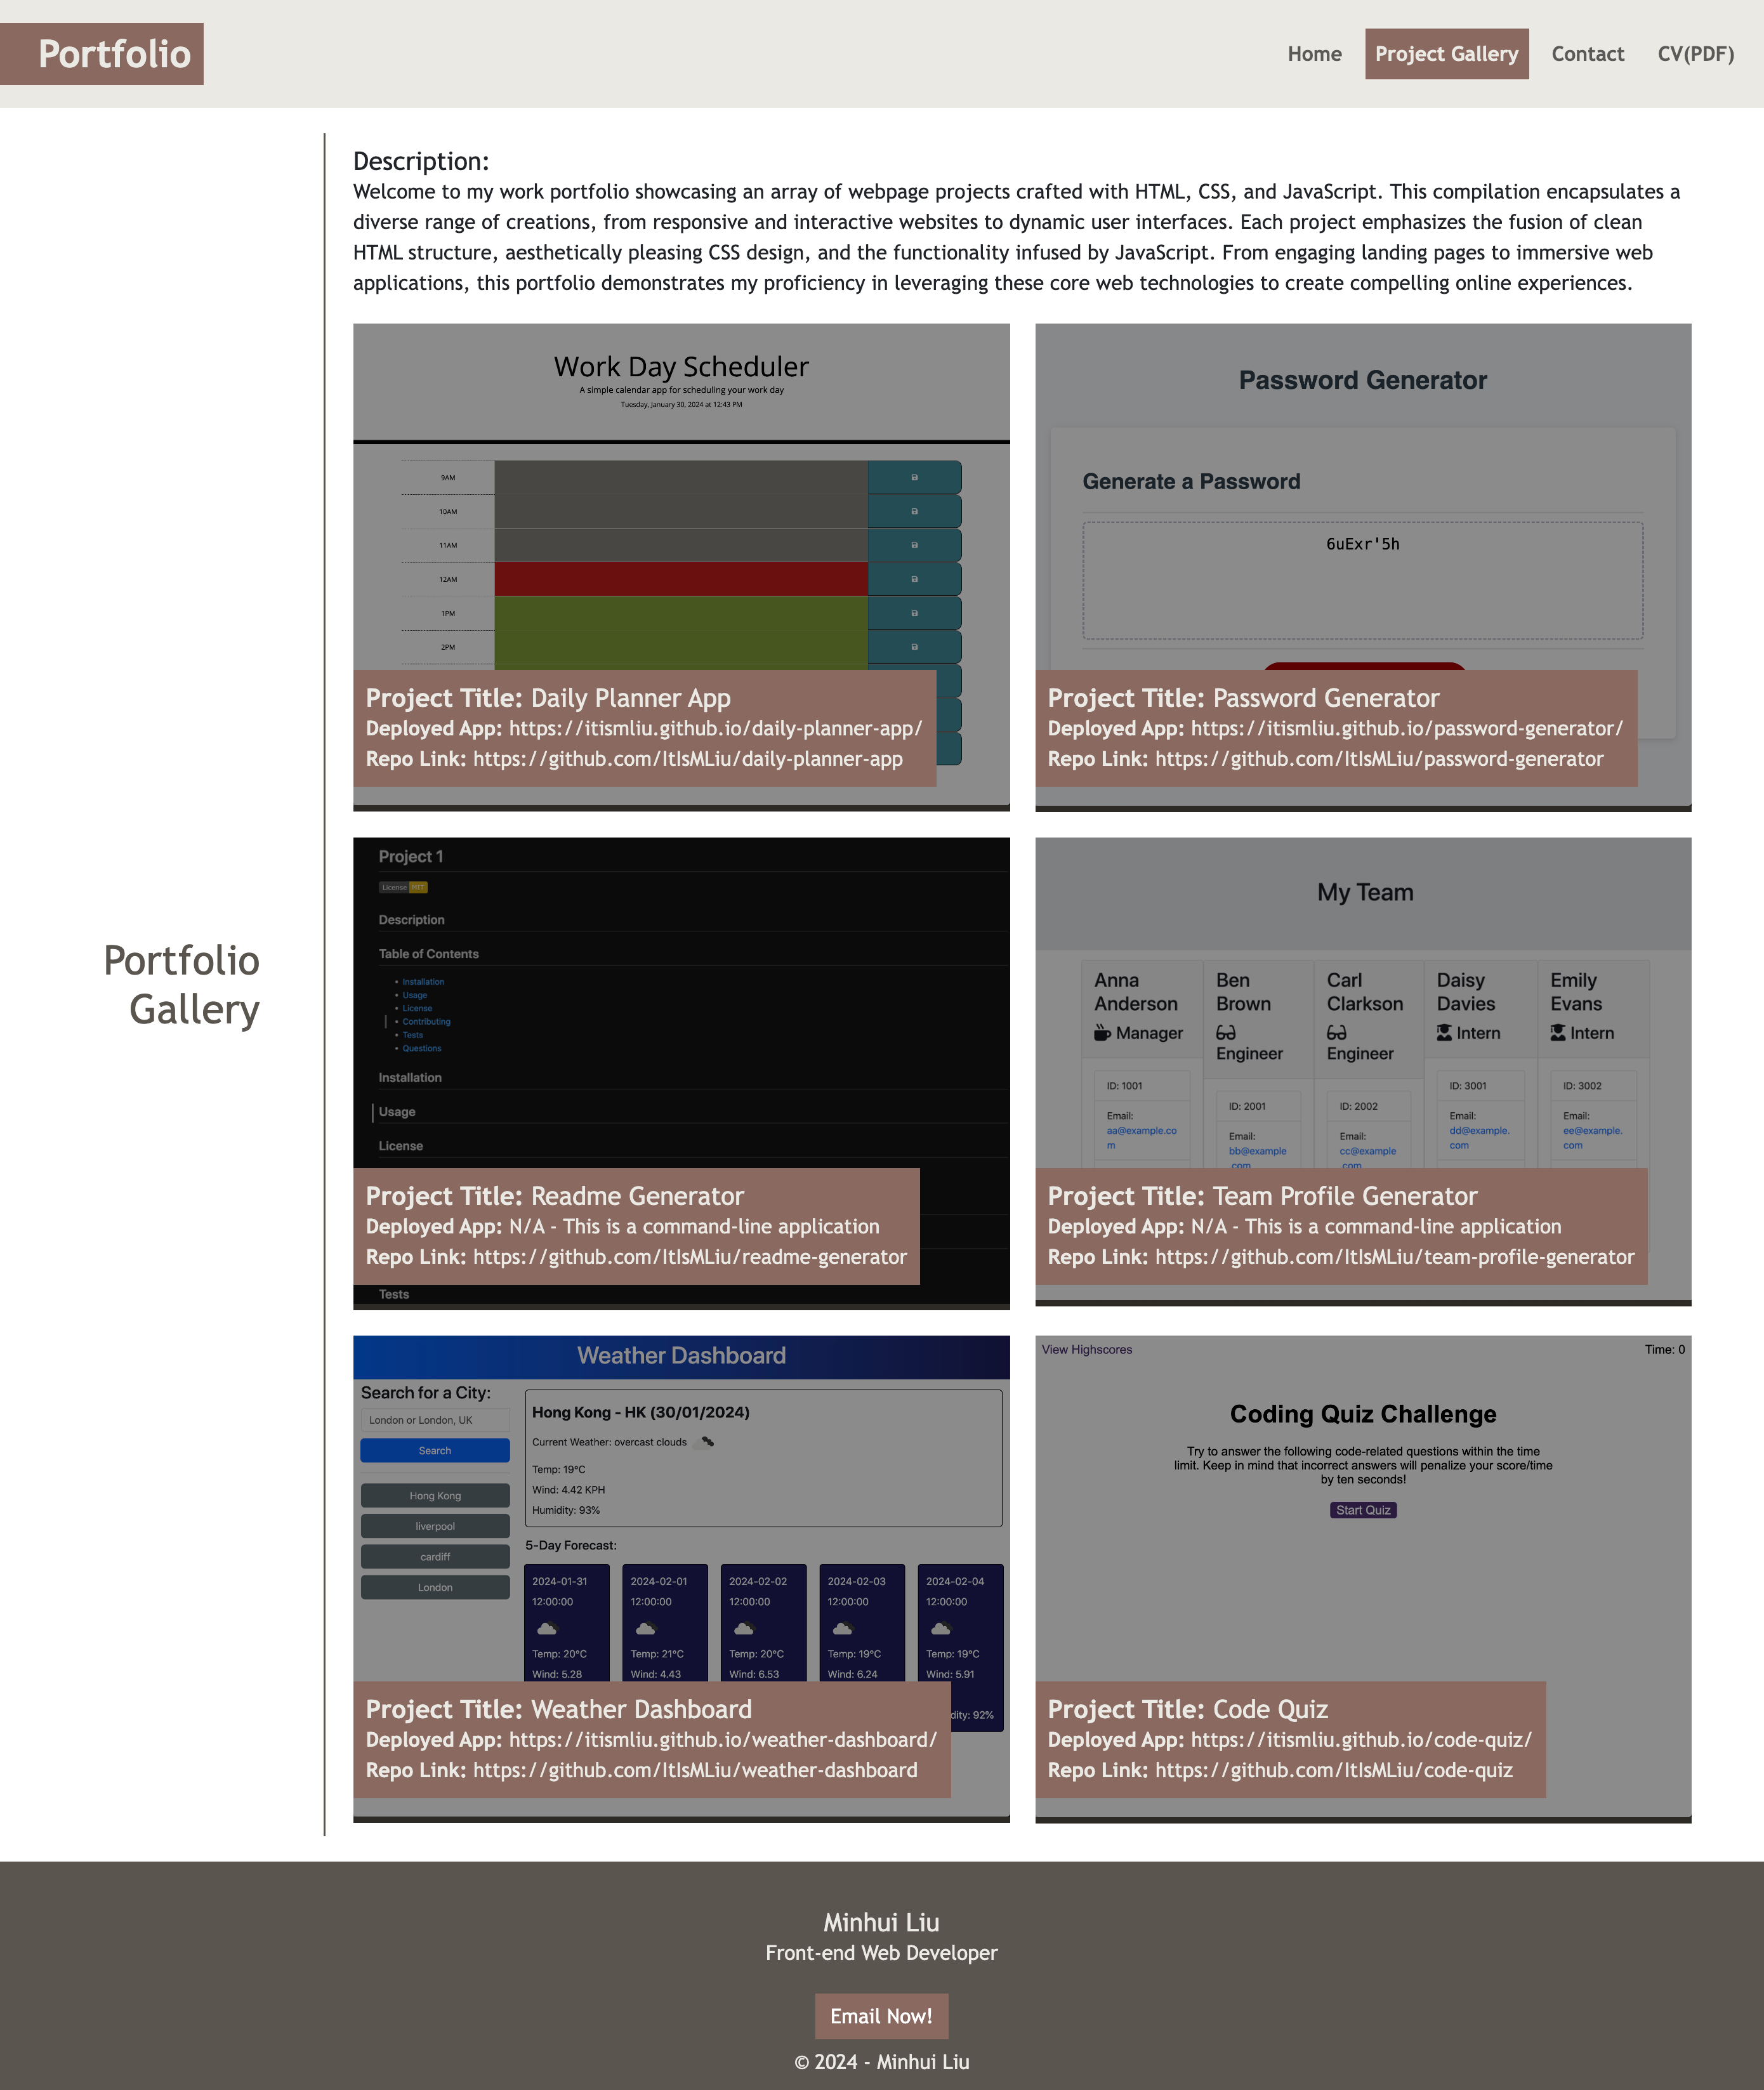 Portfolio
Home Project Gallery Contact CV(PDF)
Description:
Welcome to my work portfolio showcasing an array of webpage projects crafted with HTML, CSS, and JavaScript. This compilation encapsulates a
diverse range of creations, from responsive and interactive websites to dynamic user interfaces. Each project emphasizes the fusion of clean
HTML structure, aesthetically pleasing CSS design, and the functionality infused by JavaScript. From engaging landing pages to immersive web
applications, this portfolio demonstrates my proficiency in leveraging these core web technologies to create compelling online experiences.
Portfolio
Gallery
Work Day Scheduler
A simple calendar app for scheduling your work day
Tuesday, January 30, 2024 at 12:43 PM
9AM
10AM
11AM
12AM
1PM
2PM
Project Title: Daily Planner App
Deployed App: https://itismliu.github.io/daily-planner-app/
Repo Link: https://github.com/ItIsMLiu/daily-planner-app
Password Generator
Generate a Password
6uExr'5h
Project Title: Password Generator
Deployed App: https://itismliu.github.io/password-generator/
Repo Link: https://github.com/ItIsMLiu/password-generator
Project 1
License MIT
Description
Table of Contents
• Installation
• Usage
• License
• Contributing
• Tests
• Questions
Installation
Usage
License
Project Title: Readme Generator
Deployed App: N/A - This is a command-line application
Repo Link: https://github.com/ItIsMLiu/readme-generator
Tests
My Team
Anna
Anderson
Manager
ID: 1001
Email:
aa@example.co
m
Ben
Brown
Engineer
ID: 2001
Email:
bb@example
.com
Carl
Clarkson
Engineer
ID: 2002
Email:
cc@example
.com
Daisy
Davies
Intern
ID: 3001
Email:
dd@example.
com
Emily
Evans
Intern
ID: 3002
Email:
ee@example.
com
Project Title: Team Profile Generator
Deployed App: N/A - This is a command-line application
Repo Link: https://github.com/ItIsMLiu/team-profile-generator
Weather Dashboard
Search for a City:
London or London, UK
Search
Hong Kong
liverpool
cardiff
London
Hong Kong - HK (30/01/2024)
Current Weather: overcast clouds
Temp: 19°C
Wind: 4.42 KPH
Humidity: 93%
5-Day Forecast:
2024-01-31
12:00:00
Temp: 20°C
Wind: 5.28
2024-02-01
12:00:00
Temp: 21°C
Wind: 4.43
2024-02-02
12:00:00
Temp: 20°C
Wind: 6.53
2024-02-03
12:00:00
Temp: 19°C
Wind: 6.24
2024-02-04
12:00:00
Temp: 19°C
Wind: 5.91
dity: 92%
Project Title: Weather Dashboard
Deployed App: https://itismliu.github.io/weather-dashboard/
Repo Link: https://github.com/ItIsMLiu/weather-dashboard
View Highscores Time: 0
Coding Quiz Challenge
Try to answer the following code-related questions within the time
limit. Keep in mind that incorrect answers will penalize your score/time
by ten seconds!
Start Quiz
Project Title: Code Quiz
Deployed App: https://itismliu.github.io/code-quiz/
Repo Link: https://github.com/ItIsMLiu/code-quiz
Minhui Liu
Front-end Web Developer
Email Now!
© 2024 - Minhui Liu